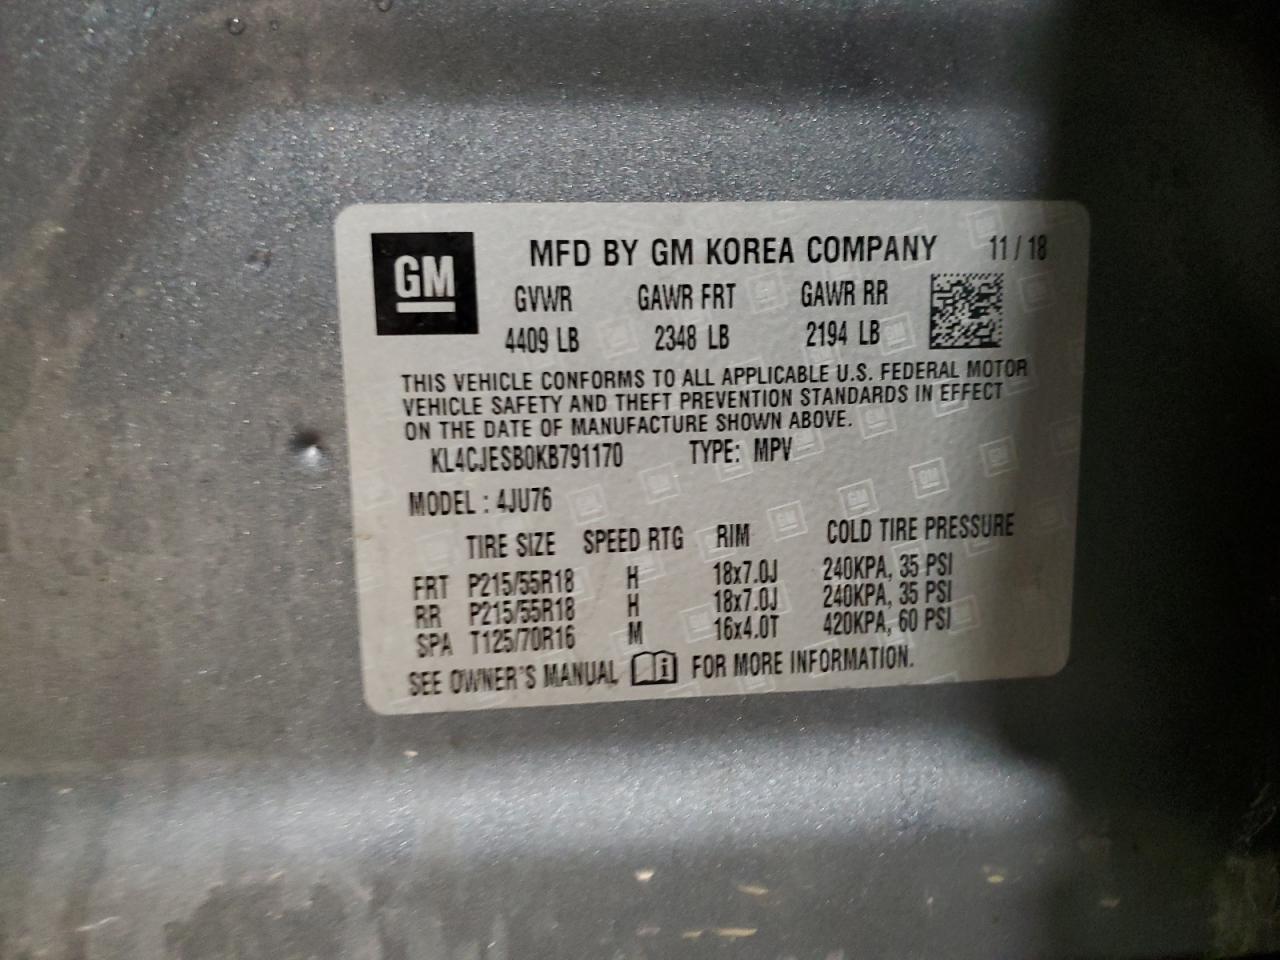 GM
MFD BY GM KOREA COMPANY 11 / 18
GVWR GAWR FRT GAWR RR
4409 LB 2348 LB 2194 LB
THIS VEHICLE CONFORMS TO ALL APPLICABLE U.S. FEDERAL MOTOR
VEHICLE SAFETY AND THEFT PREVENTION STANDARDS IN EFFECT
ON THE DATE OF MANUFACTURE SHOWN ABOVE.
KL4CJESB0KB791170 TYPE: MPV
MODEL : 4JU76
TIRE SIZE SPEED RTG RIM COLD TIRE PRESSURE
FRT P215/55R18 H 18x7.0J 240KPA, 35 PSI
RR P215/55R18 H 18x7.0J 240KPA, 35 PSI
SPA T125/70R16 M 16x4.0T 420KPA, 60 PSI
SEE OWNER'S MANUAL i FOR MORE INFORMATION.